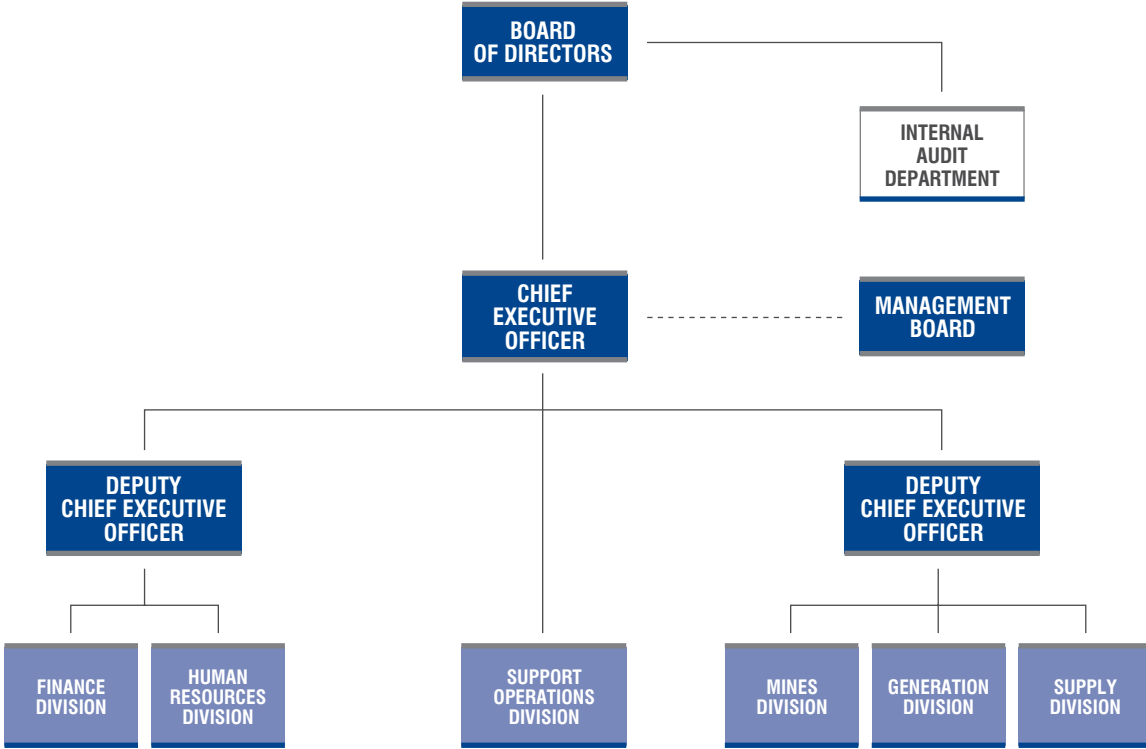 BOARD
OF DIRECTORS
INTERNAL
AUDIT
DEPARTMENT
CHIEF
EXECUTIVE
OFFICER
MANAGEMENT
BOARD
DEPUTY
CHIEF EXECUTIVE
OFFICER
DEPUTY
CHIEF EXECUTIVE
OFFICER
FINANCE
DIVISION
HUMAN
RESOURCES
DIVISION
SUPPORT
OPERATIONS
DIVISION
MINES
DIVISION
GENERATION
DIVISION
SUPPLY
DIVISION